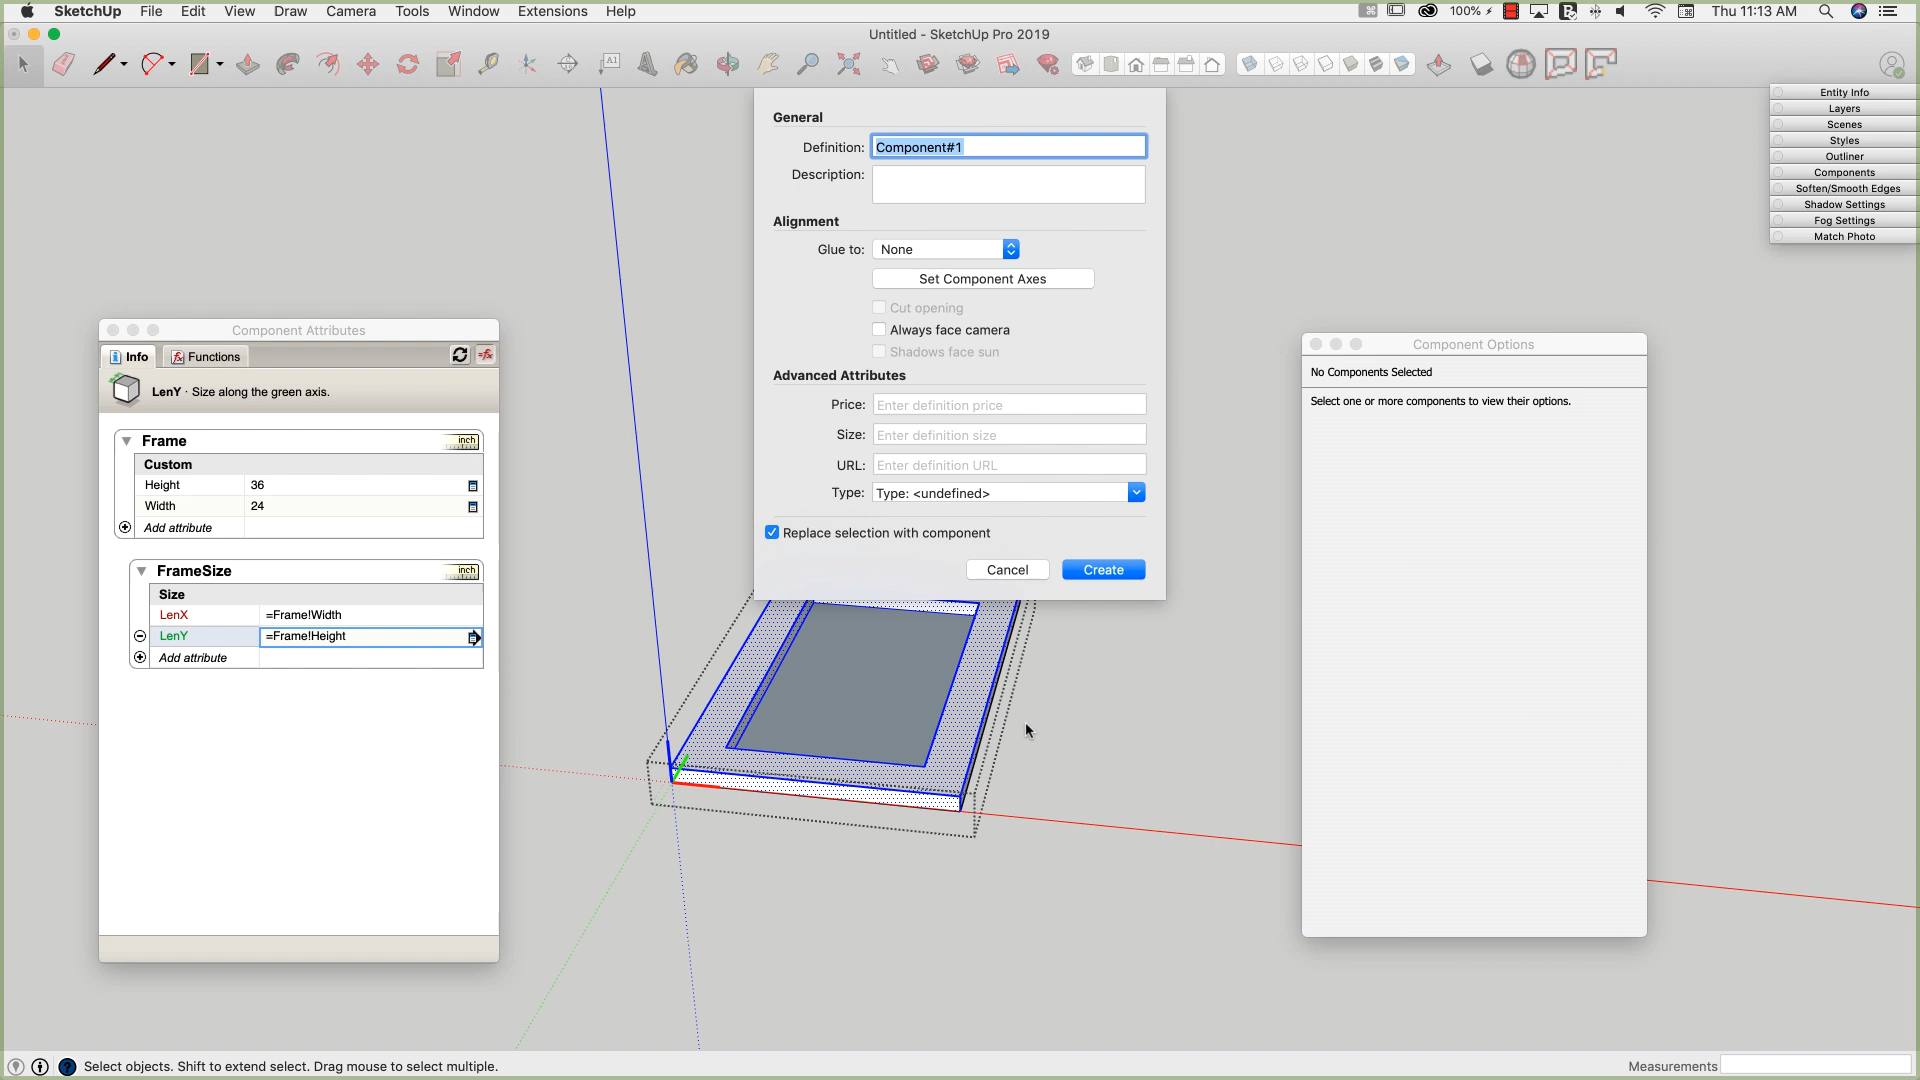 SketchUp File Edit View Draw Camera Tools Window Extensions Help 100% Thu 11:13 AM
Untitled - SketchUp Pro 2019
A1
Entity Info
Layers
Scenes
Styles
Outliner
Components
Soften/Smooth Edges
Shadow Settings
Fog Settings
Match Photo
General
Definition: Component#1
Description:
Alignment
Glue to: None
Set Component Axes
Cut opening
Always face camera
Shadows face sun
Advanced Attributes
Price: Enter definition price
Size: Enter definition size
URL: Enter definition URL
Type: Type: <undefined>
Replace selection with component
Cancel Create
Component Attributes
Info Functions
LenY · Size along the green axis.
Frame inch
Custom
Height 36
Width 24
Add attribute
FrameSize inch
Size
LenX =Frame!Width
LenY =Frame!Height
Add attribute
Component Options
No Components Selected
Select one or more components to view their options.
Select objects. Shift to extend select. Drag mouse to select multiple.
Measurements